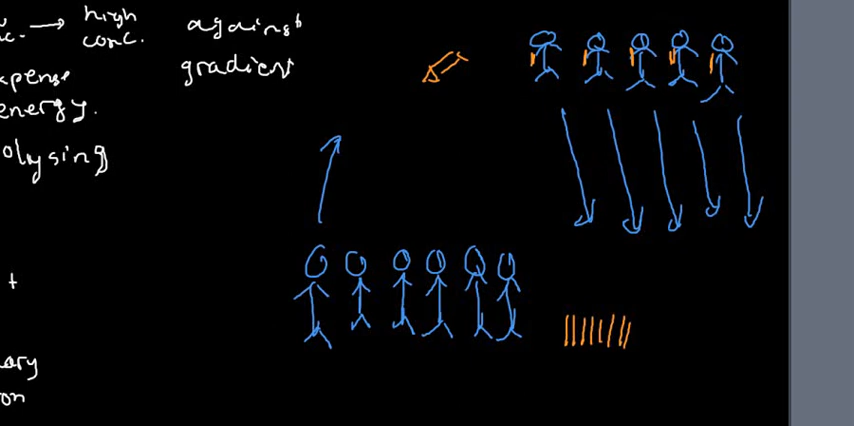 c. → high against
conc. gradient
xpense
energy.
olysing
t
ary
on